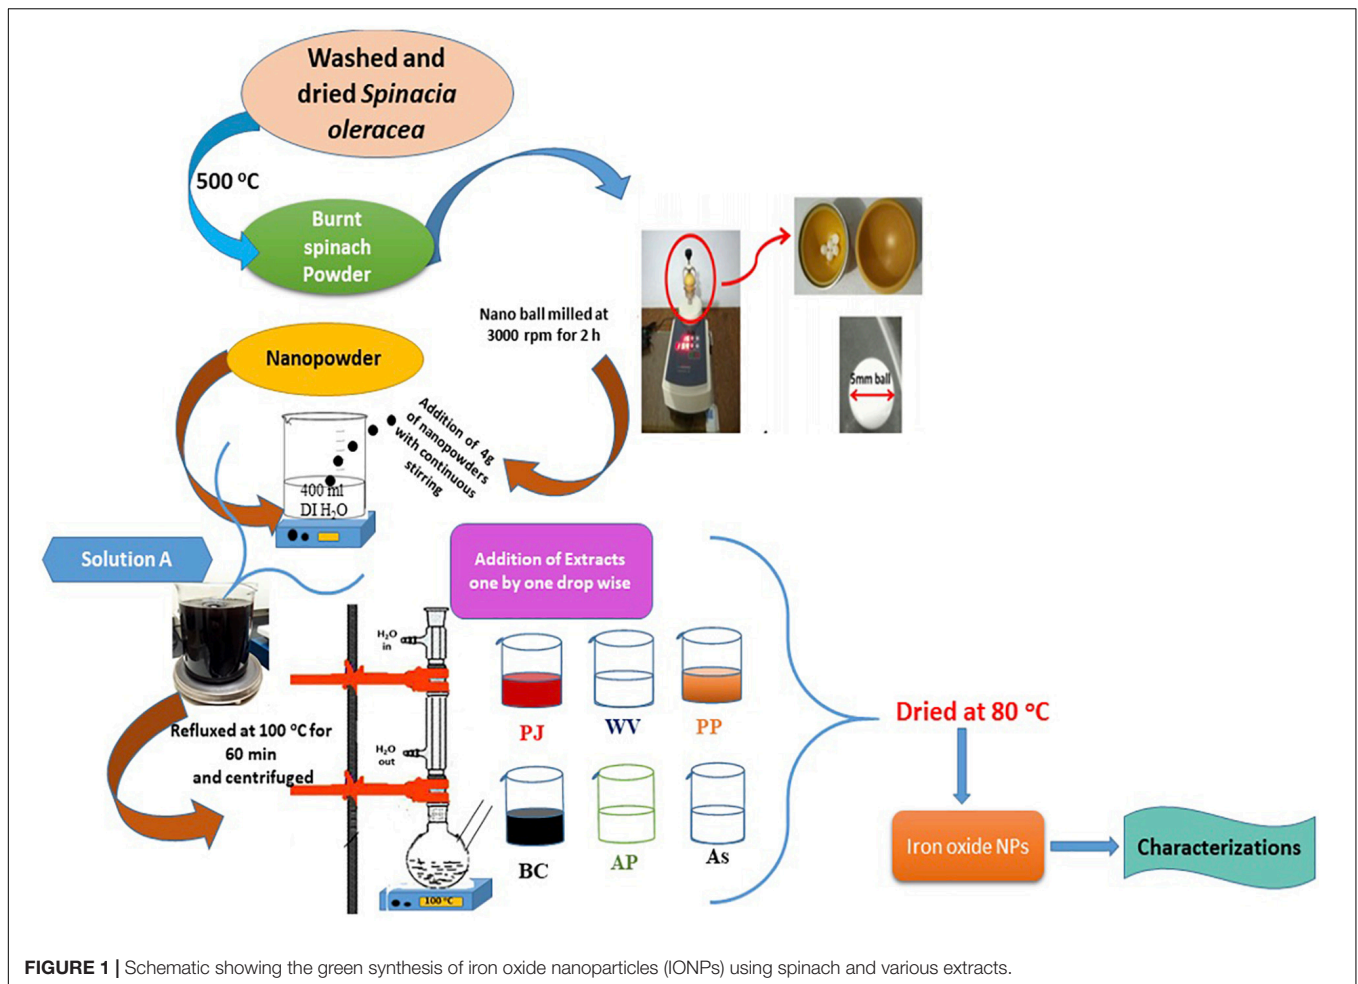 Washed and
dried Spinacia
oleracea
500 °C
Burnt
spinach
Powder
Nano ball milled at
3000 rpm for 2 h
5mm ball
Nanopowder
Addition of 4g
of nanopowders
with continuous
stirring
400 ml
DI H₂O
Solution A
Addition of Extracts
one by one drop wise
Refluxed at 100 °C for
60 min
and centrifuged
H₂O
in
H₂O
out
100 °C
PJ
WV
PP
BC
AP
As
Dried at 80 °C
Iron oxide NPs
Characterizations
FIGURE 1 | Schematic showing the green synthesis of iron oxide nanoparticles (IONPs) using spinach and various extracts.